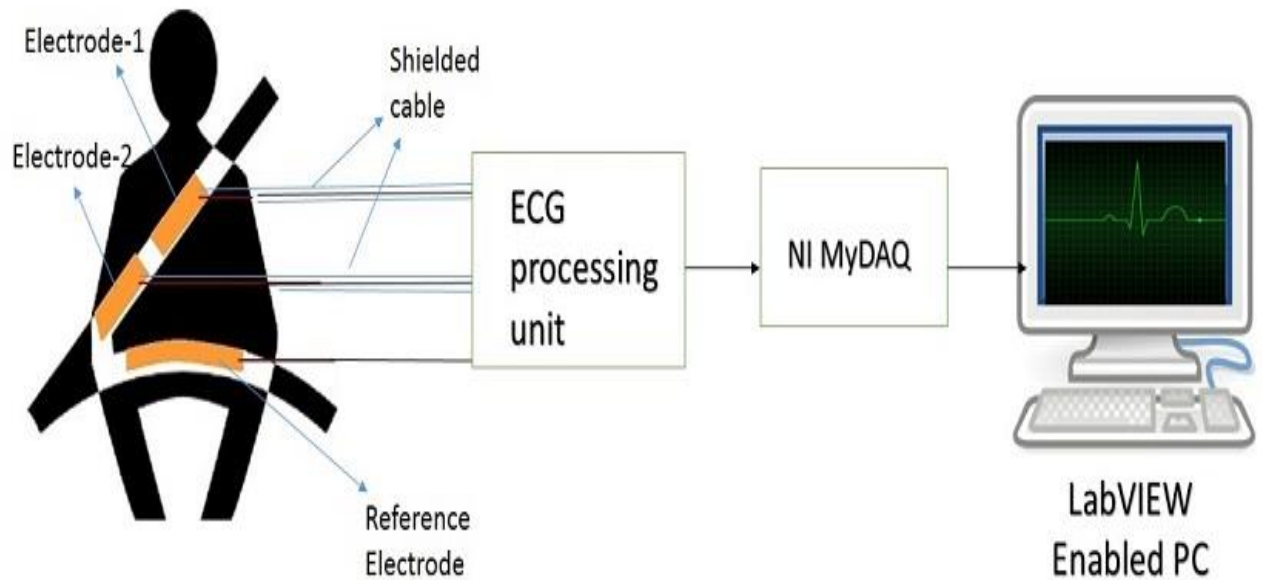 Electrode-1
Electrode-2
Shielded
cable
ECG
processing
unit
NI MyDAQ
Reference
Electrode
LabVIEW
Enabled PC